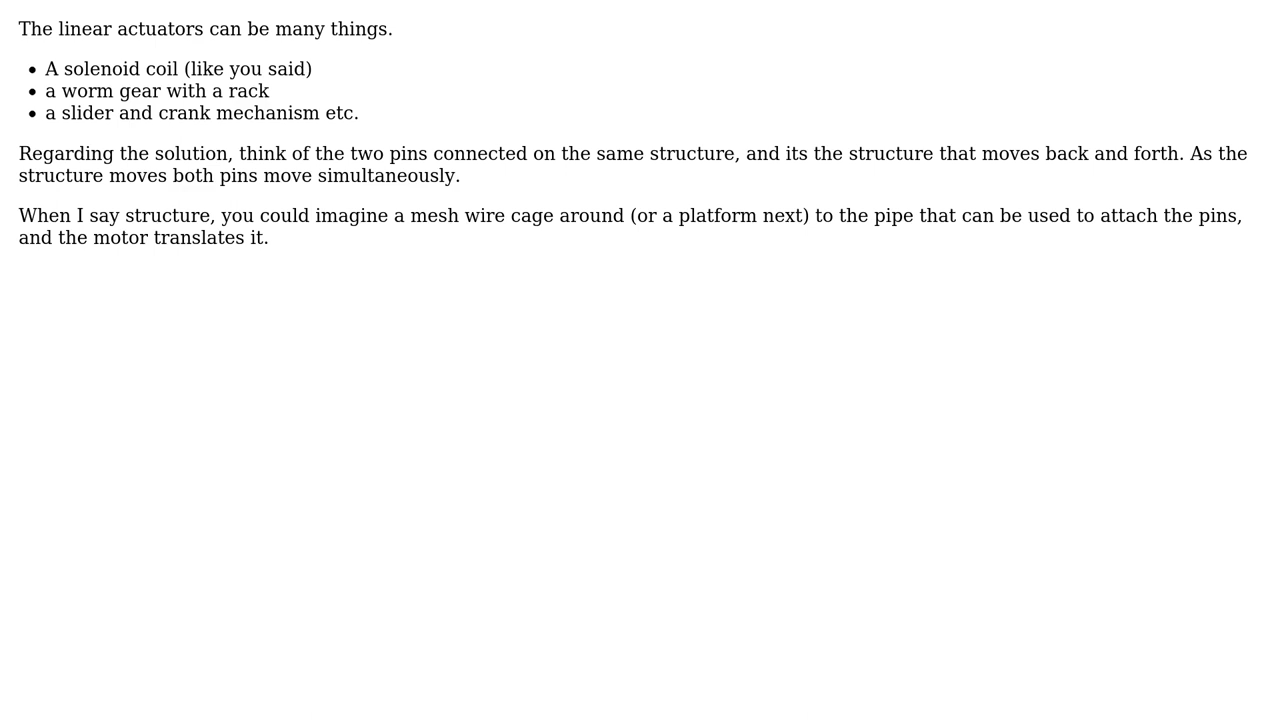 The linear actuators can be many things.
A solenoid coil (like you said)
a worm gear with a rack
a slider and crank mechanism etc.
Regarding the solution, think of the two pins connected on the same structure, and its the structure that moves back and forth. As the
structure moves both pins move simultaneously.
When I say structure, you could imagine a mesh wire cage around (or a platform next) to the pipe that can be used to attach the pins,
and the motor translates it.